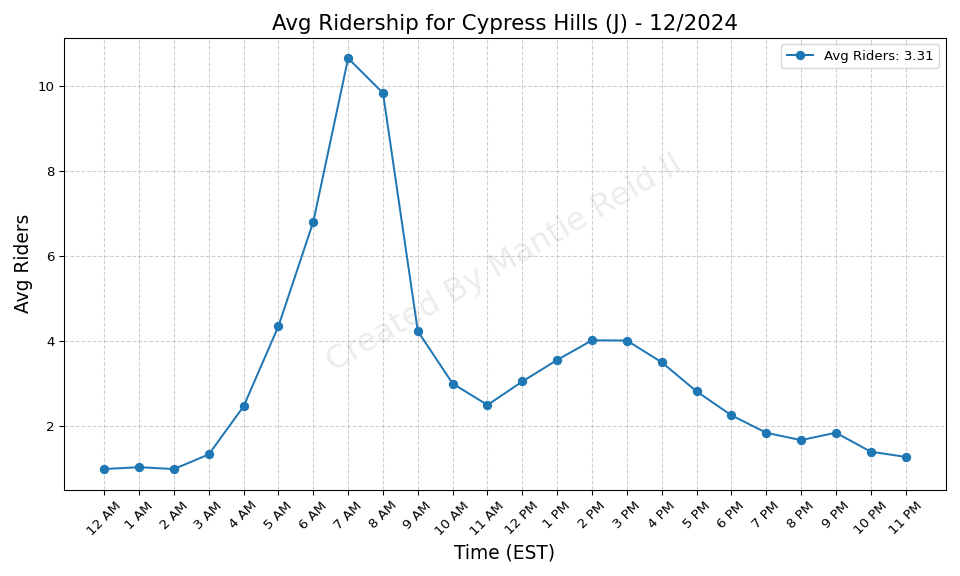 Avg Ridership for Cypress Hills (J) - 12/2024
Avg Riders: 3.31
Avg Riders
10
8
6
4
2
Created By Mantie Reid II
12 AM
1 AM
2 AM
3 AM
4 AM
5 AM
6 AM
7 AM
8 AM
9 AM
10 AM
11 AM
12 PM
1 PM
2 PM
3 PM
4 PM
5 PM
6 PM
7 PM
8 PM
9 PM
10 PM
11 PM
Time (EST)